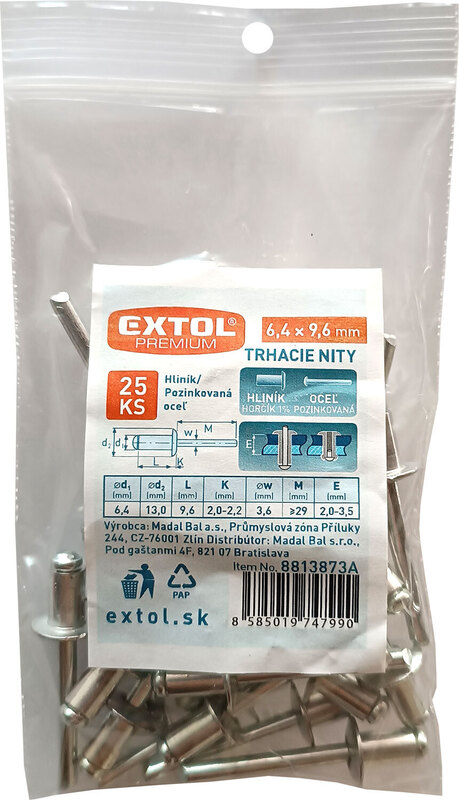 EXTOL®
PREMIUM
6,4 x 9,6 mm
TRHACIE NITY
25
KS
Hliník/
Pozinkovaná
oceľ
HLINÍK
HORČÍK 1%
OCEĽ
POZINKOVANÁ
d₂ d₁ W M L K
E
ød₁ ød₂ L K øw M E
(mm) (mm) (mm) (mm) (mm) (mm) (mm)
6,4 13,0 9,6 2,0-2,2 3,6 ≥29 2,0-3,5
Výrobca: Madal Bal a.s., Průmyslová zóna Příluky
244, CZ-76001 Zlín Distribútor: Madal Bal s.r.o.,
Pod gaštanmi 4F, 821 07 Bratislava
Item No. 8813873A
PAP
extol.sk
8 585019 747990